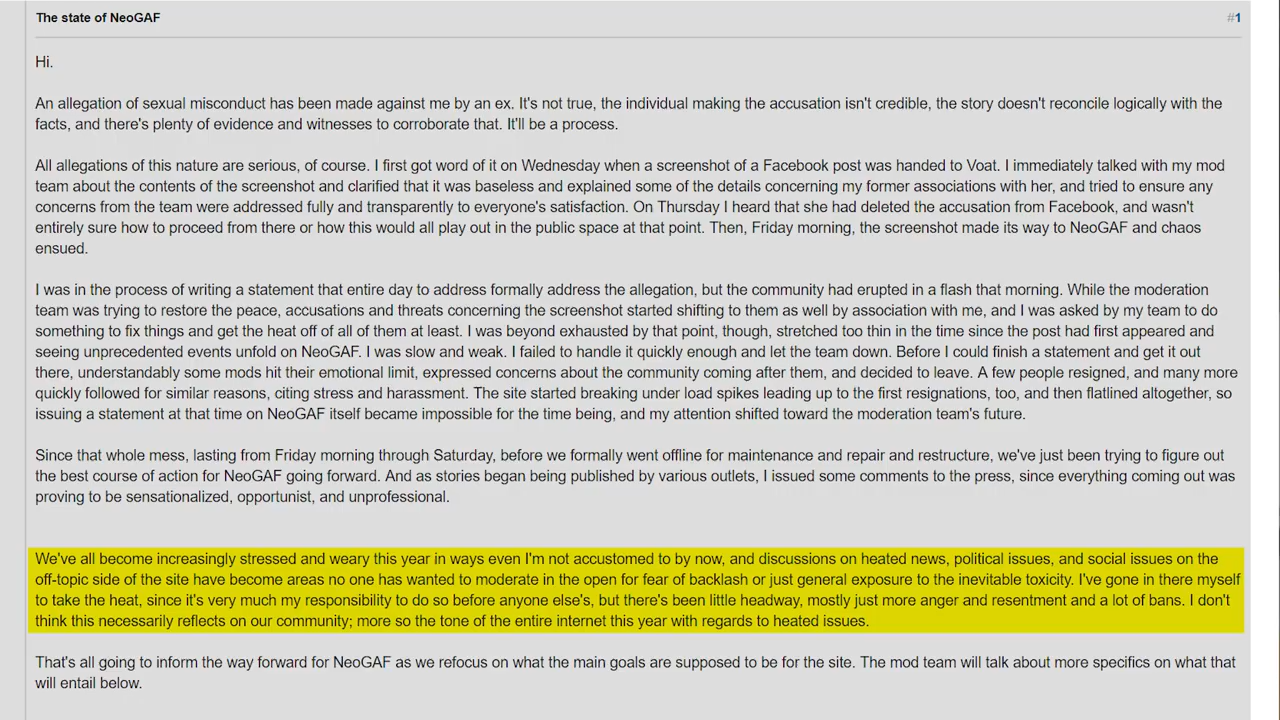 The state of NeoGAF
#1
Hi.
An allegation of sexual misconduct has been made against me by an ex. It's not true, the individual making the accusation isn't credible, the story doesn't reconcile logically with the
facts, and there's plenty of evidence and witnesses to corroborate that. It'll be a process.
All allegations of this nature are serious, of course. I first got word of it on Wednesday when a screenshot of a Facebook post was handed to Voat. I immediately talked with my mod
team about the contents of the screenshot and clarified that it was baseless and explained some of the details concerning my former associations with her, and tried to ensure any
concerns from the team were addressed fully and transparently to everyone's satisfaction. On Thursday I heard that she had deleted the accusation from Facebook, and wasn't
entirely sure how to proceed from there or how this would all play out in the public space at that point. Then, Friday morning, the screenshot made its way to NeoGAF and chaos
ensued.
I was in the process of writing a statement that entire day to address formally address the allegation, but the community had erupted in a flash that morning. While the moderation
team was trying to restore the peace, accusations and threats concerning the screenshot started shifting to them as well by association with me, and I was asked by my team to do
something to fix things and get the heat off of all of them at least. I was beyond exhausted by that point, though, stretched too thin in the time since the post had first appeared and
seeing unprecedented events unfold on NeoGAF. I was slow and weak. I failed to handle it quickly enough and let the team down. Before I could finish a statement and get it out
there, understandably some mods hit their emotional limit, expressed concerns about the community coming after them, and decided to leave. A few people resigned, and many more
quickly followed for similar reasons, citing stress and harassment. The site started breaking under load spikes leading up to the first resignations, too, and then flatlined altogether, so
issuing a statement at that time on NeoGAF itself became impossible for the time being, and my attention shifted toward the moderation team's future.
Since that whole mess, lasting from Friday morning through Saturday, before we formally went offline for maintenance and repair and restructure, we've just been trying to figure out
the best course of action for NeoGAF going forward. And as stories began being published by various outlets, I issued some comments to the press, since everything coming out was
proving to be sensationalized, opportunist, and unprofessional.
We've all become increasingly stressed and weary this year in ways even I'm not accustomed to by now, and discussions on heated news, political issues, and social issues on the
off-topic side of the site have become areas no one has wanted to moderate in the open for fear of backlash or just general exposure to the inevitable toxicity. I've gone in there myself
to take the heat, since it's very much my responsibility to do so before anyone else's, but there's been little headway, mostly just more anger and resentment and a lot of bans. I don't
think this necessarily reflects on our community; more so the tone of the entire internet this year with regards to heated issues.
That's all going to inform the way forward for NeoGAF as we refocus on what the main goals are supposed to be for the site. The mod team will talk about more specifics on what that
will entail below.